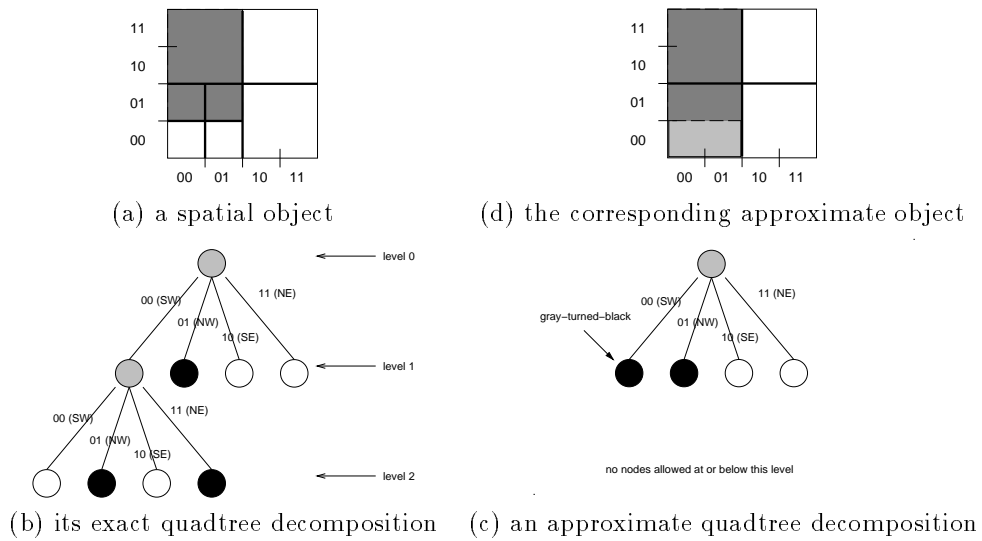 11
10
01
00
00 01 10 11
(a) a spatial object
11
10
01
00
00 01 10 11
(d) the corresponding approximate object
level 0
00 (SW)
11 (NE)
01 (NW)
10 (SE)
level 1
00 (SW)
11 (NE)
01 (NW)
10 (SE)
level 2
(b) its exact quadtree decomposition
00 (SW)
11 (NE)
gray-turned-black
01 (NW)
10 (SE)
no nodes allowed at or below this level
(c) an approximate quadtree decomposition